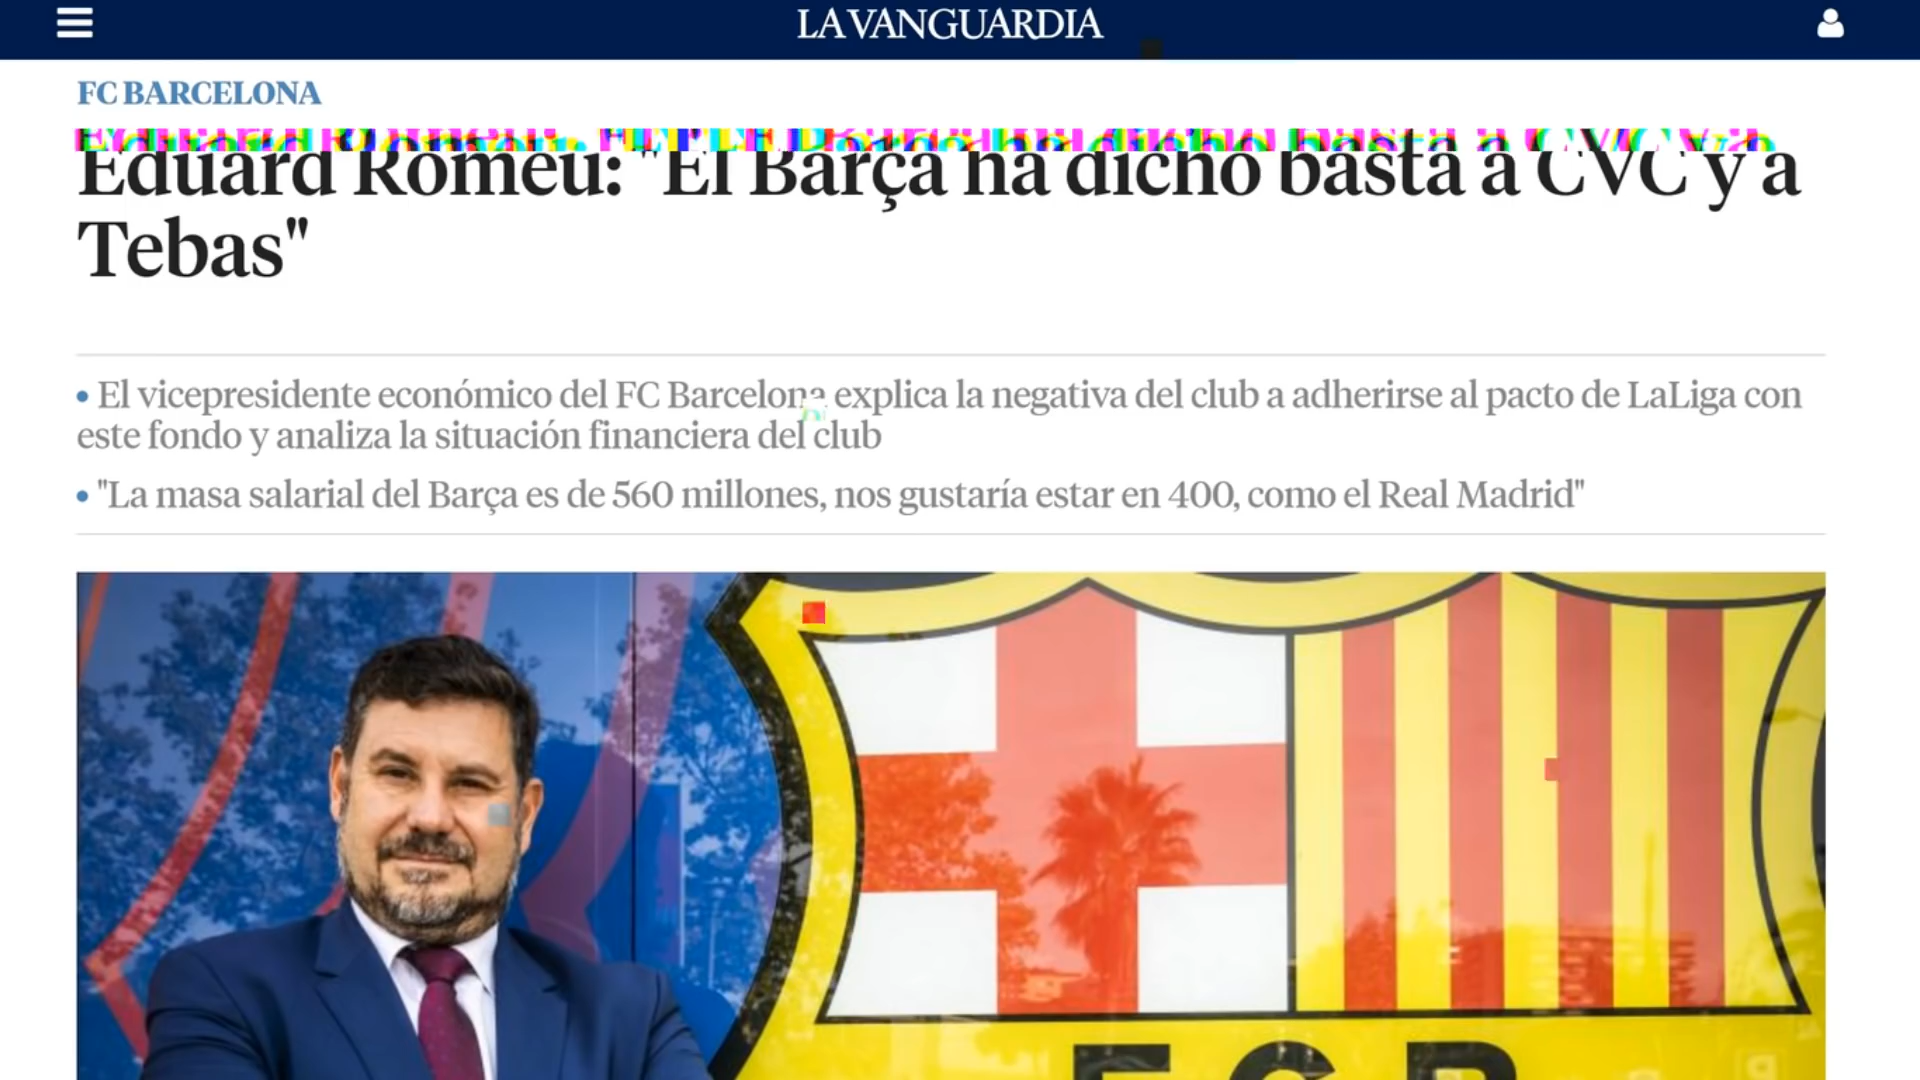 LA VANGUARDIA
FC BARCELONA
Eduard Romeu: "El Barça ha dicho basta a CVC y a
Tebas"
• El vicepresidente económico del FC Barcelona explica la negativa del club a adherirse al pacto de LaLiga con
este fondo y analiza la situación financiera del club
• "La masa salarial del Barça es de 560 millones, nos gustaría estar en 400, como el Real Madrid"
F C B